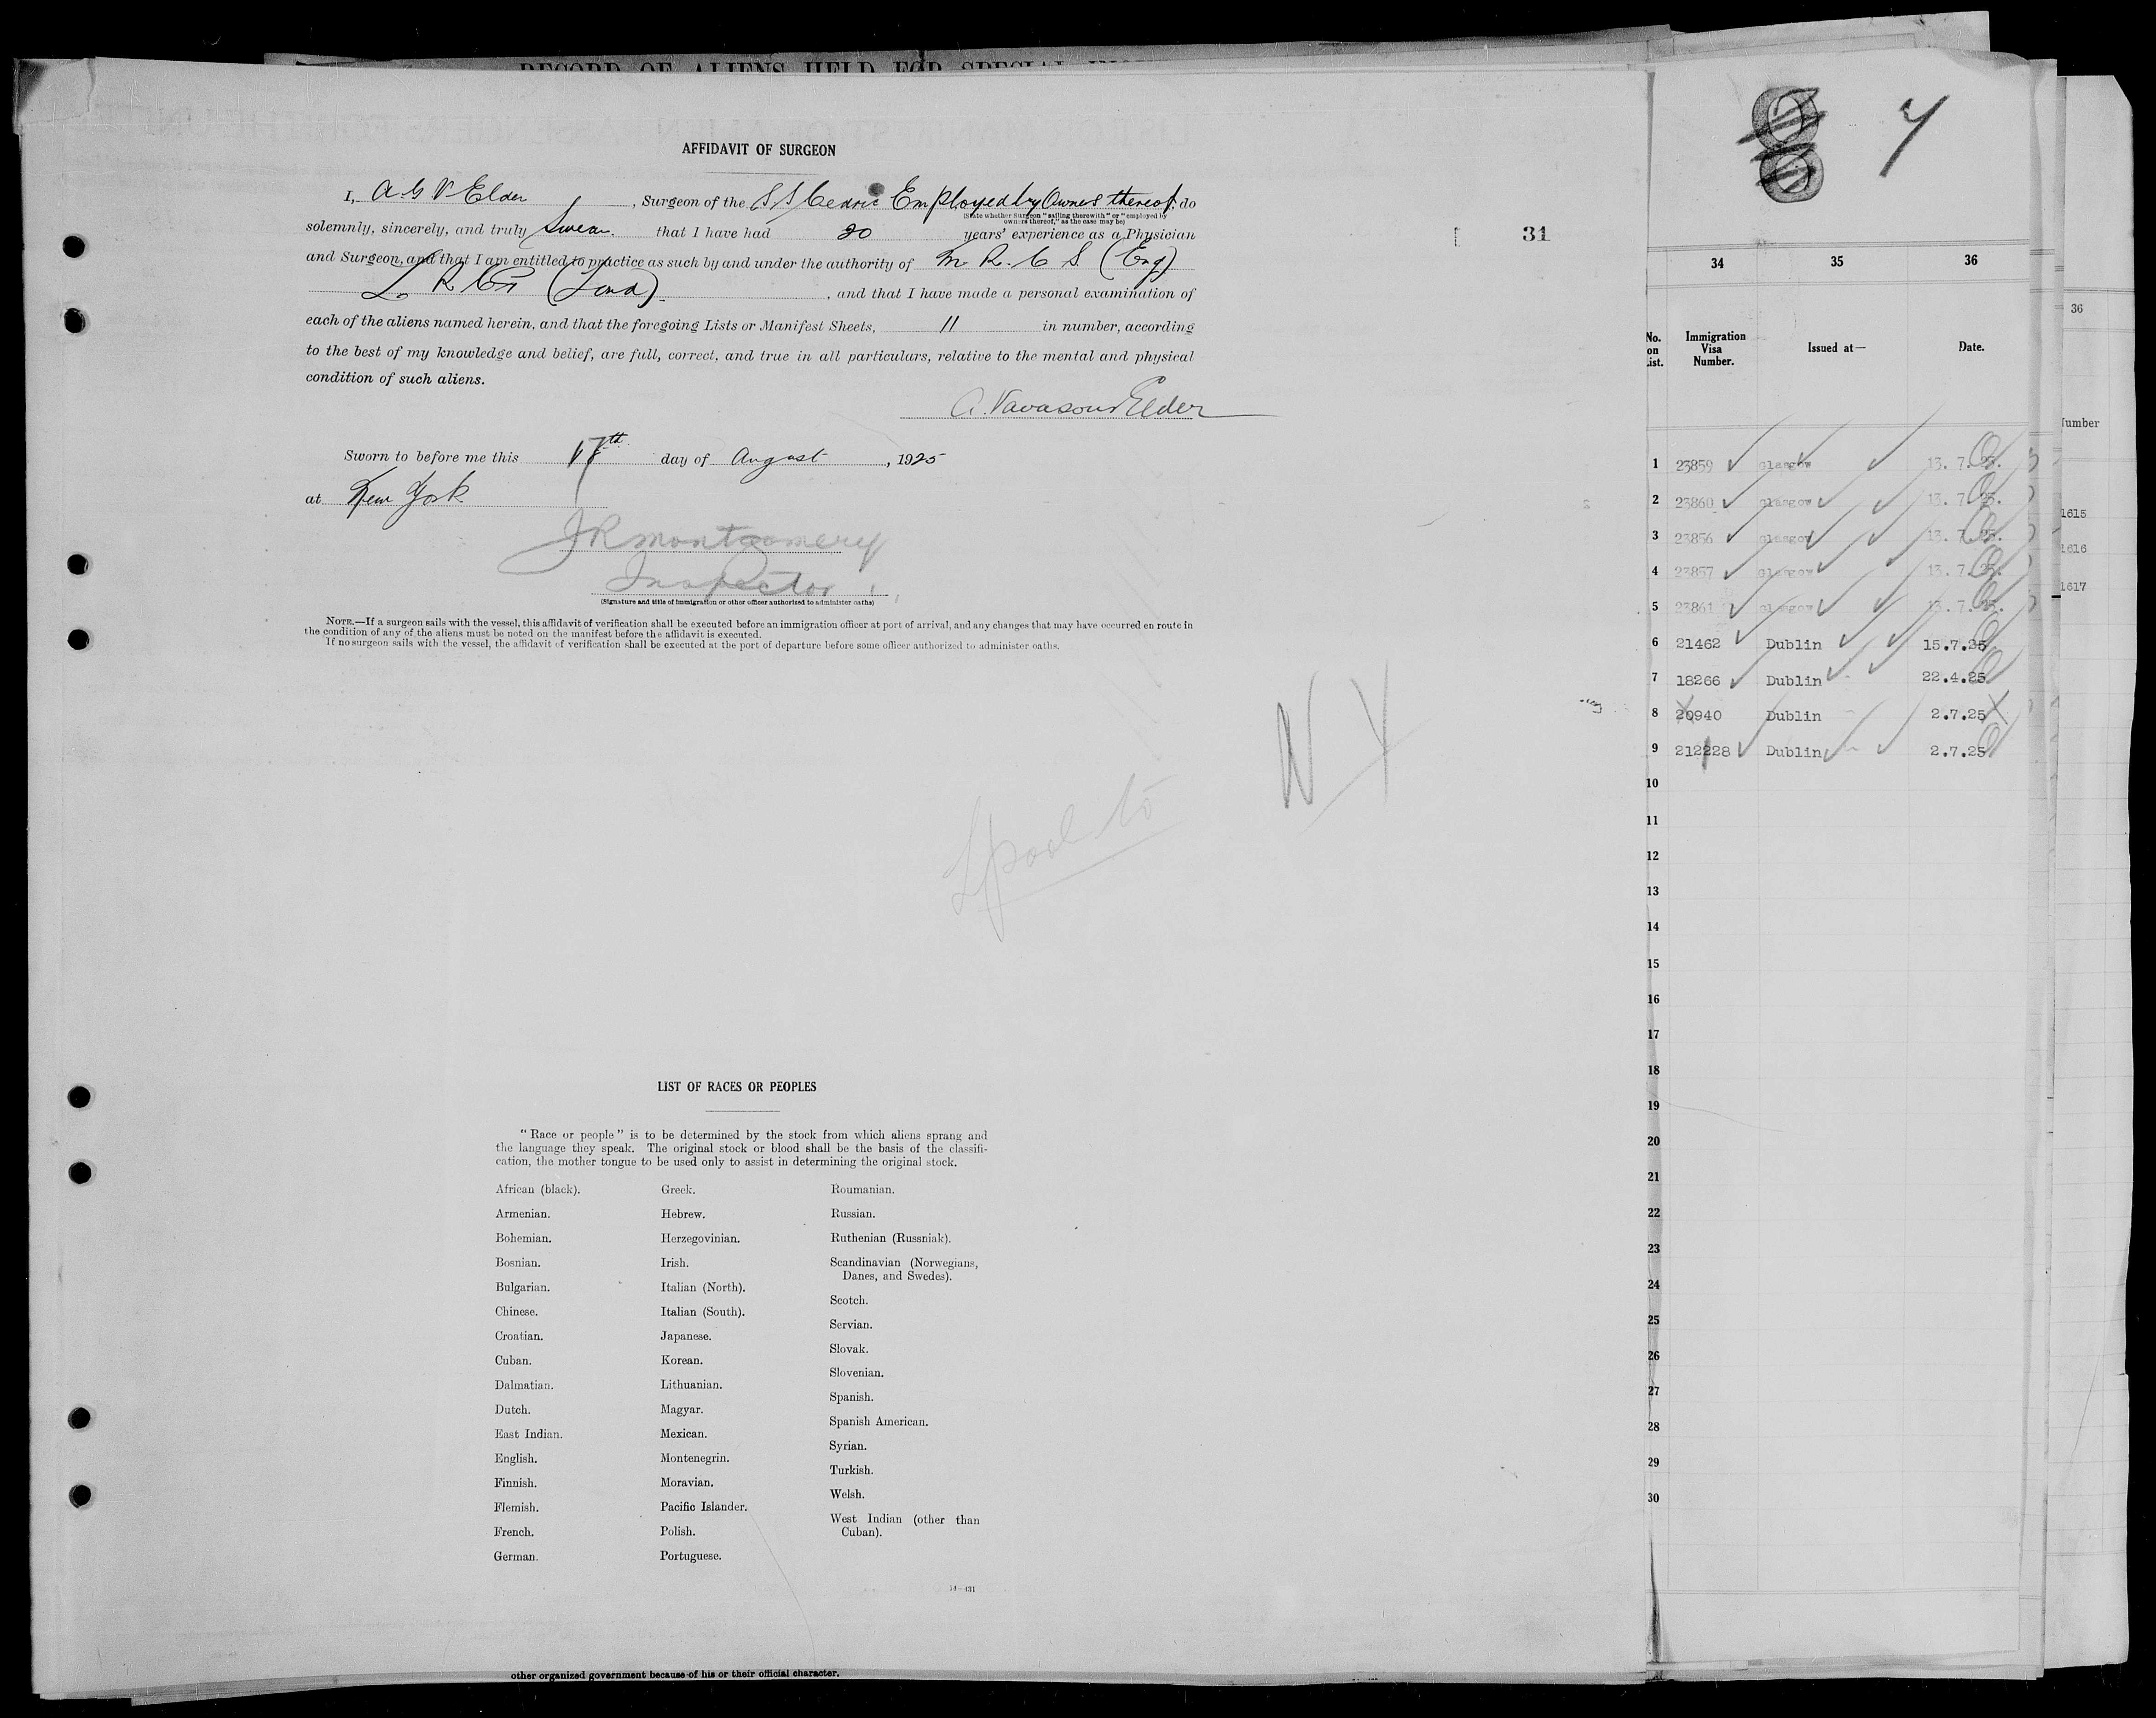 RECORD OF ALIENS HELD FOR SPECIAL
AFFIDAVIT OF SURGEON
I, A G V Elder, Surgeon of the S S Cedric Employed by Owners thereof, do
(State whether Surgeon "sailing therewith" or "employed by
owners thereof," as the case may be)
solemnly, sincerely, and truly swear that I have had 20 years' experience as a Physician
and Surgeon, and that I am entitled to practice as such by and under the authority of M. R. C S (Eng)
L. R C P (Lond), and that I have made a personal examination of
each of the aliens named herein, and that the foregoing Lists or Manifest Sheets, 11 in number, according
to the best of my knowledge and belief, are full, correct, and true in all particulars, relative to the mental and physical
condition of such aliens.
A. Vavasour Elder
Sworn to before me this 17th day of August, 1925
at New York
J R Montgomery
Inspector
(Signature and title of immigration or other officer authorized to administer oaths)
NOTE.—If a surgeon sails with the vessel, this affidavit of verification shall be executed before an immigration officer at port of arrival, and any changes that may have occurred en route in
the condition of any of the aliens must be noted on the manifest before the affidavit is executed.
If no surgeon sails with the vessel, the affidavit of verification shall be executed at the port of departure before some officer authorized to administer oaths.
31
Lpool to
N Y
LIST OF RACES OR PEOPLES
"Race or people" is to be determined by the stock from which aliens sprang and
the language they speak. The original stock or blood shall be the basis of the classifi-
cation, the mother tongue to be used only to assist in determining the original stock.
African (black).
Armenian.
Bohemian.
Bosnian.
Bulgarian.
Chinese.
Croatian.
Cuban.
Dalmatian.
Dutch.
East Indian.
English.
Finnish.
Flemish.
French.
German.
Greek.
Hebrew.
Herzegovinian.
Irish.
Italian (North).
Italian (South).
Japanese.
Korean.
Lithuanian.
Magyar.
Mexican.
Montenegrin.
Moravian.
Pacific Islander.
Polish.
Portuguese.
Roumanian.
Russian.
Ruthenian (Russniak).
Scandinavian (Norwegians,
Danes, and Swedes).
Scotch.
Servian.
Slovak.
Slovenian.
Spanish.
Spanish American.
Syrian.
Turkish.
Welsh.
West Indian (other than
Cuban).
14—431
other organized government because of his or their official character.
8 8 7
34 35 36
No. on List. Immigration Visa Number. Issued at— Date.
1 23859 Glasgow 13.7.25.
2 23860 Glasgow 13.7.25.
3 23856 Glasgow 13.7.25.
4 23857 Glasgow 13.7.25.
5 23861 Glasgow 13.7.25.
6 21462 Dublin 15.7.25
7 18266 Dublin 22.4.25
8 20940 Dublin 2.7.25
9 212228 Dublin 2.7.25
10
11
12
13
14
15
16
17
18
19
20
21
22
23
24
25
26
27
28
29
30
36
1615
1616
1617